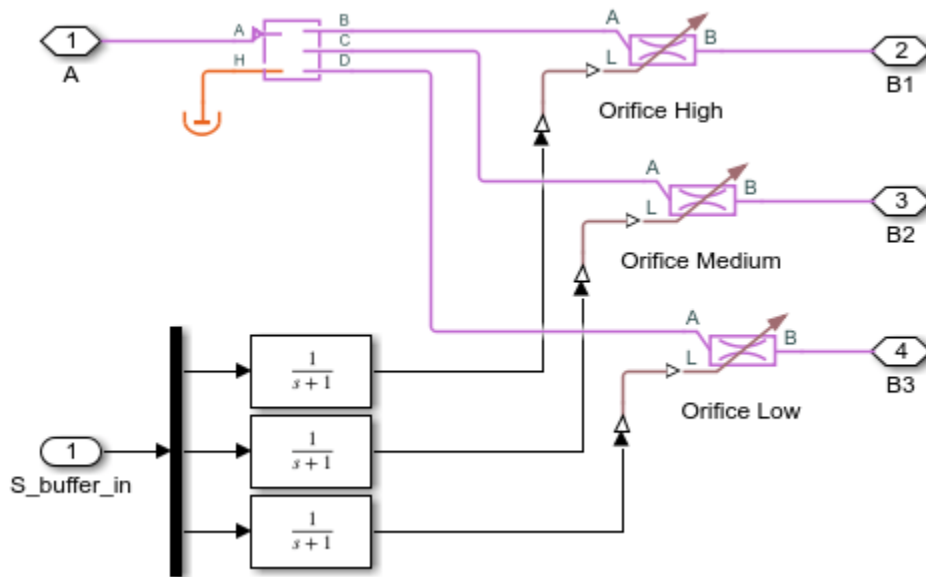 1
A
A
H
B
C
D
A
L
B
Orifice High
2
B1
A
L
B
Orifice Medium
3
B2
A
L
B
Orifice Low
4
B3
1
S_buffer_in
1
s + 1
1
s + 1
1
s + 1